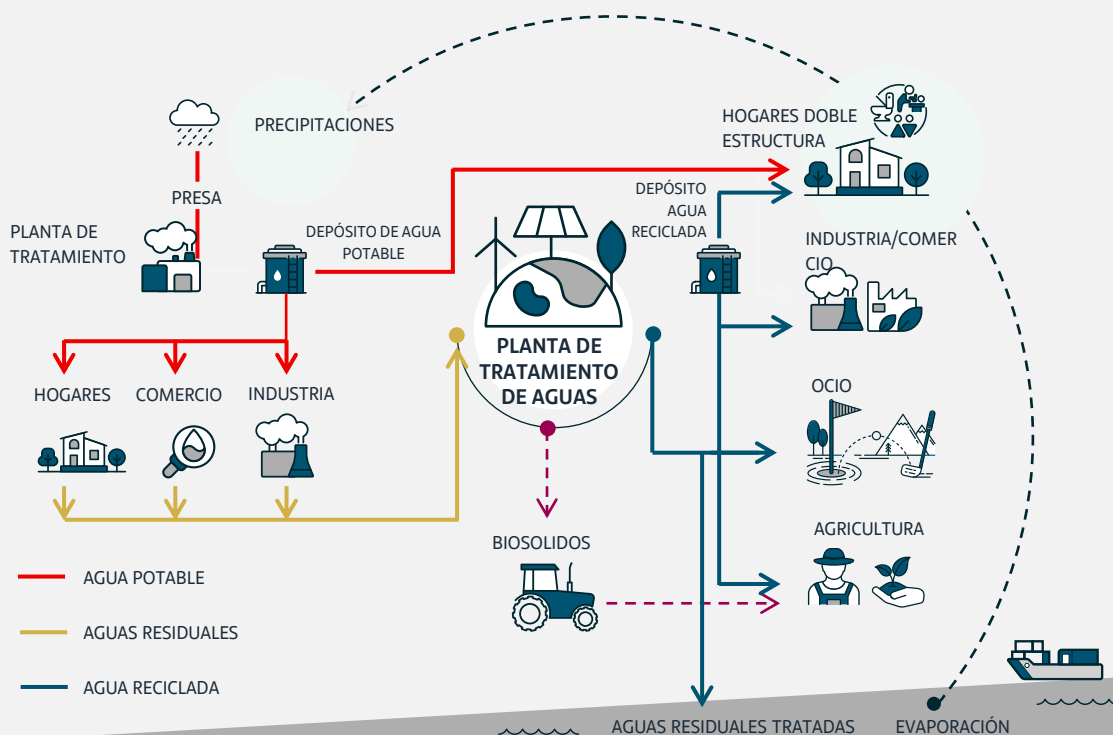 PRECIPITACIONES
HOGARES DOBLE
ESTRUCTURA
PRESA
PLANTA DE
TRATAMIENTO
DEPÓSITO DE AGUA
POTABLE
DEPÓSITO
AGUA
RECICLADA
INDUSTRIA/COMER
CIO
PLANTA DE
TRATAMIENTO
DE AGUAS
HOGARES
COMERCIO
INDUSTRIA
OCIO
BIOSOLIDOS
AGRICULTURA
AGUA POTABLE
AGUAS RESIDUALES
AGUA RECICLADA
AGUAS RESIDUALES TRATADAS
EVAPORACIÓN